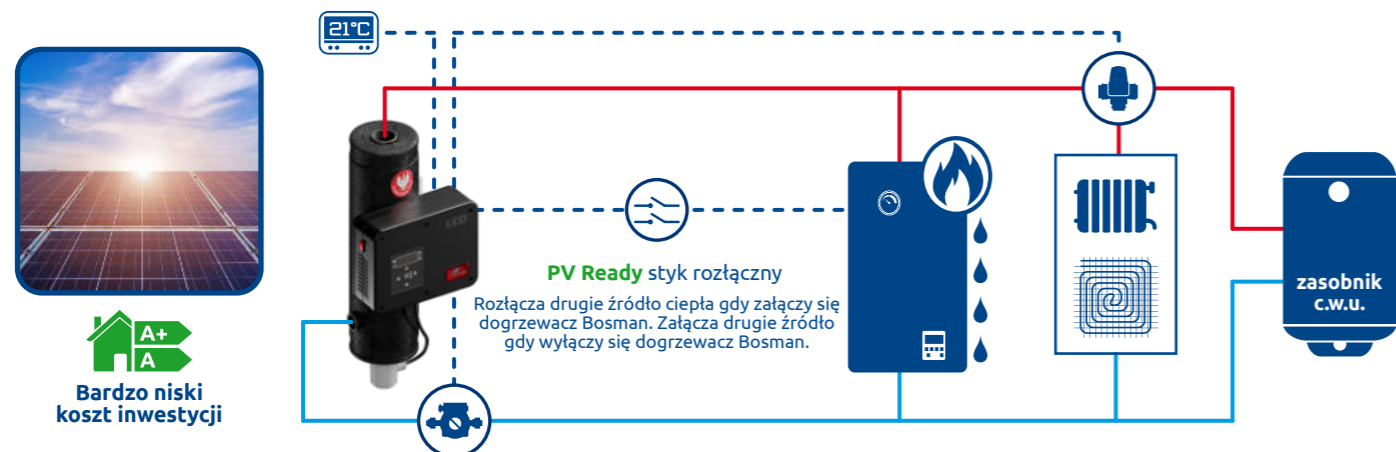 21°C
A+
A
Bardzo niski
koszt inwestycji
PV Ready styk rozłączny
Rozłącza drugie źródło ciepła gdy załączy się
dogrzewacz Bosman. Załącza drugie źródło
gdy wyłączy się dogrzewacz Bosman.
zasobnik
c.w.u.